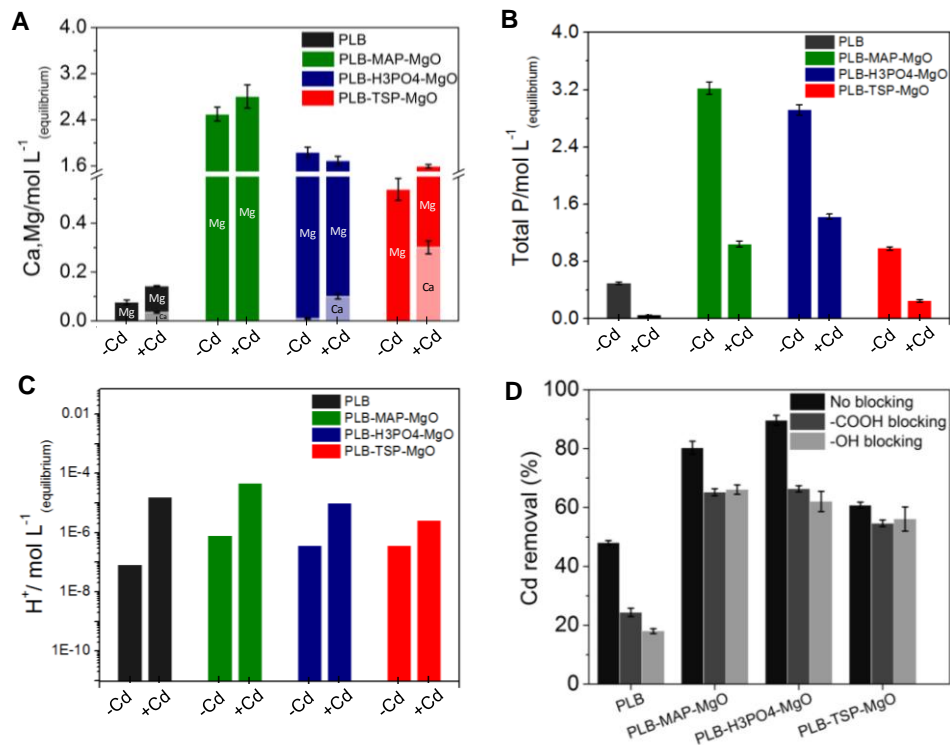 A
Ca,Mg/mol L⁻¹ (equilibrium)
4.0
3.2
2.4
1.6
0.4
0.2
0.0
PLB
PLB-MAP-MgO
PLB-H3PO4-MgO
PLB-TSP-MgO
Mg
Mg
Ca
Mg
Mg
Mg
Mg
Ca
Mg
Mg
Ca
-Cd +Cd -Cd +Cd -Cd +Cd -Cd +Cd
B
Total P/mol L⁻¹ (equilibrium)
4.0
3.2
2.4
1.6
0.8
0.0
PLB
PLB-MAP-MgO
PLB-H3PO4-MgO
PLB-TSP-MgO
-Cd +Cd -Cd +Cd -Cd +Cd -Cd +Cd
C
H⁺/ mol L⁻¹ (equilibrium)
0.01
1E-4
1E-6
1E-8
1E-10
PLB
PLB-MAP-MgO
PLB-H3PO4-MgO
PLB-TSP-MgO
-Cd +Cd -Cd +Cd -Cd +Cd -Cd +Cd
D
Cd removal (%)
100
80
60
40
20
0
No blocking
-COOH blocking
-OH blocking
PLB
PLB-MAP-MgO
PLB-H3PO4-MgO
PLB-TSP-MgO